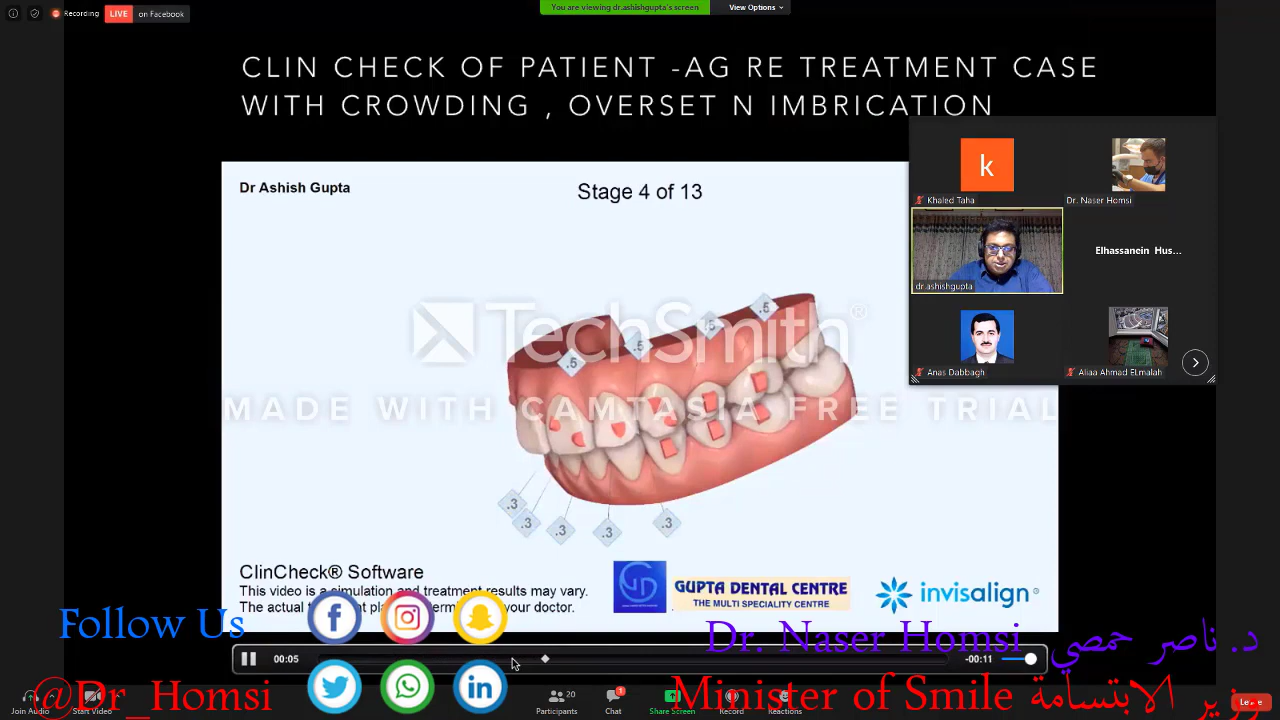 Recording
LIVE
on Facebook
You are viewing dr.ashishgupta's screen
View Options
CLIN CHECK OF PATIENT -AG RE TREATMENT CASE
WITH CROWDING , OVERSET N IMBRICATION
k
Khaled Taha
Dr. Naser Homsi
dr.ashishgupta
Elhassanein Hus...
Anas Dabbagh
Aliaa Ahmad ELmalah
Dr Ashish Gupta
Stage 4 of 13
.5
.5
.5
.5
TechSmith®
MADE WITH CAMTASIA FREE TRIAL
.3
.3
.3
.3
.3
ClinCheck® Software
This video is a simulation and treatment results may vary.
The actual
your doctor.
GUPTA DENTAL CENTRE
THE MULTI SPECIALITY CENTRE
invisalign
Follow Us
@Dr_Homsi
Dr. Naser Homsi د. ناصر حمصي
Minister of Smile وزير الابتسامة
00:05
-00:11
Join Audio
Start Video
20
Participants
1
Chat
Share Screen
Record
Reactions